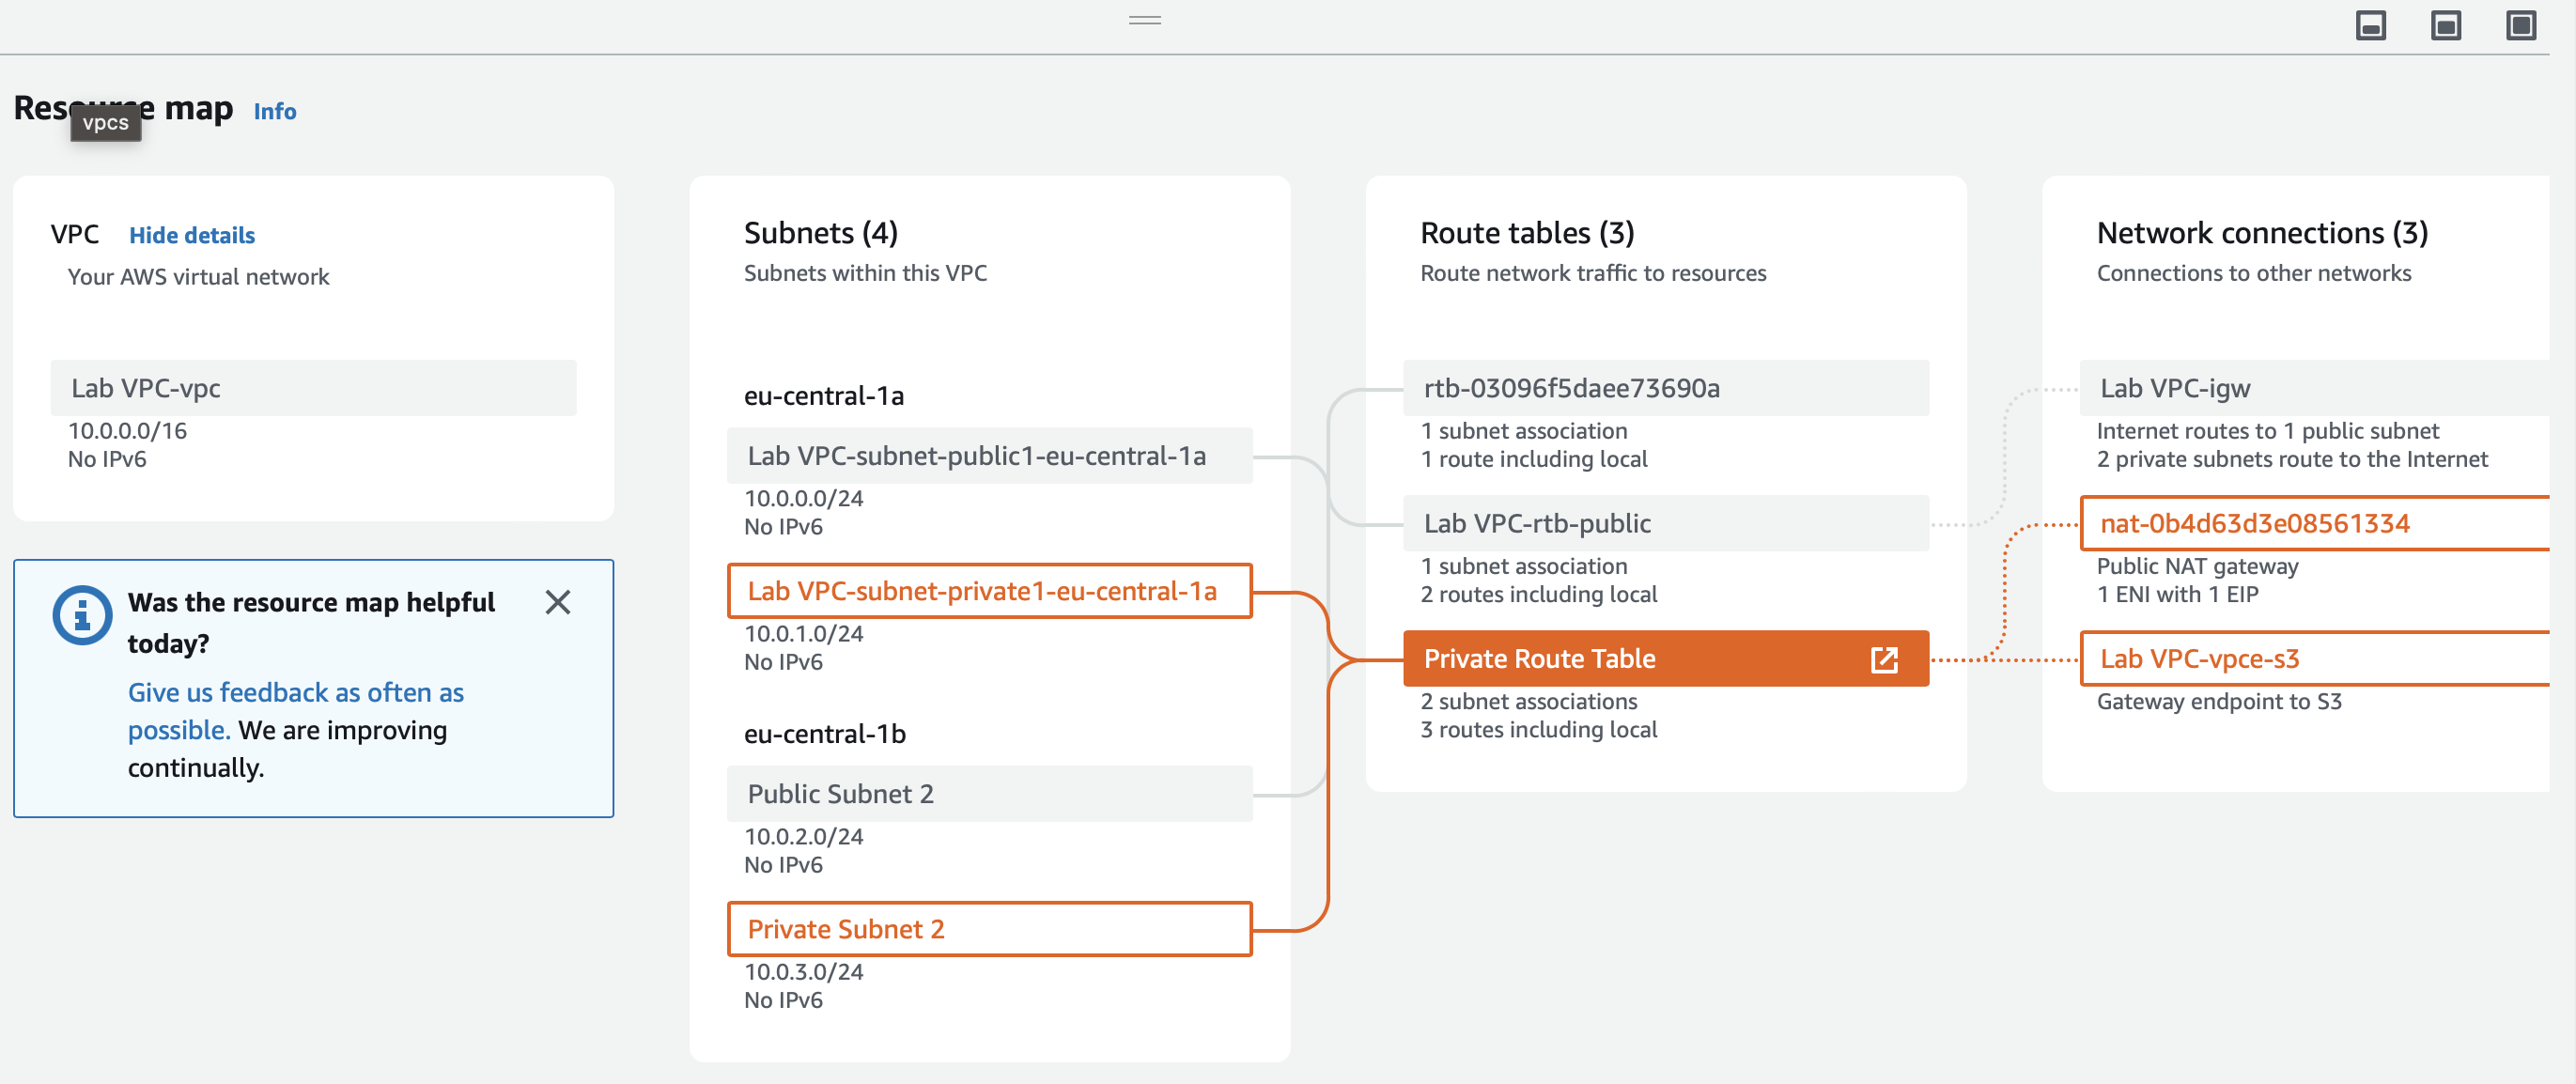 Resource map Info
vpcs
VPC Hide details
Your AWS virtual network
Lab VPC-vpc
10.0.0.0/16
No IPv6
Was the resource map helpful
today?
Give us feedback as often as
possible. We are improving
continually.
Subnets (4)
Subnets within this VPC
eu-central-1a
Lab VPC-subnet-public1-eu-central-1a
10.0.0.0/24
No IPv6
Lab VPC-subnet-private1-eu-central-1a
10.0.1.0/24
No IPv6
eu-central-1b
Public Subnet 2
10.0.2.0/24
No IPv6
Private Subnet 2
10.0.3.0/24
No IPv6
Route tables (3)
Route network traffic to resources
rtb-03096f5daee73690a
1 subnet association
1 route including local
Lab VPC-rtb-public
1 subnet association
2 routes including local
Private Route Table
2 subnet associations
3 routes including local
Network connections (3)
Connections to other networks
Lab VPC-igw
Internet routes to 1 public subnet
2 private subnets route to the Internet
nat-0b4d63d3e08561334
Public NAT gateway
1 ENI with 1 EIP
Lab VPC-vpce-s3
Gateway endpoint to S3